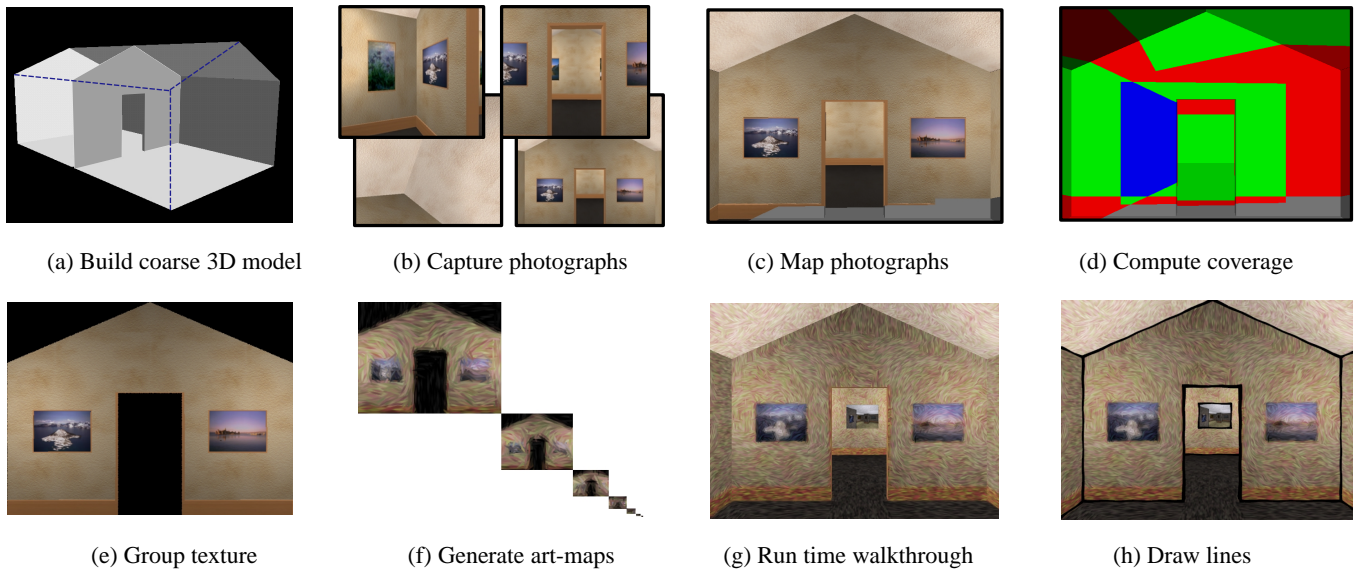 (a) Build coarse 3D model
(b) Capture photographs
(c) Map photographs
(d) Compute coverage
(e) Group texture
(f) Generate art-maps
(g) Run time walkthrough
(h) Draw lines